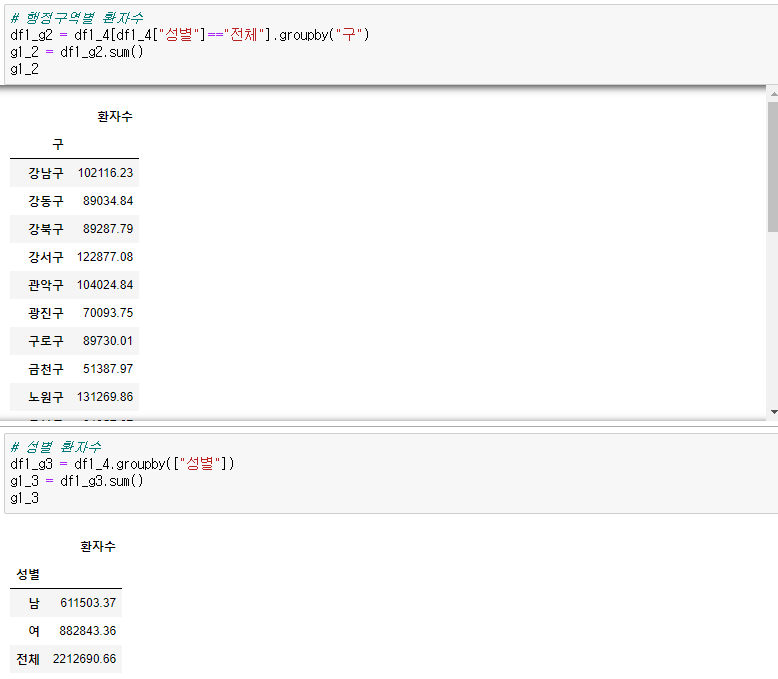 # 행정구역별 환자수
df1_g2 = df1_4[df1_4["성별"]=="전체"].groupby("구")
g1_2 = df1_g2.sum()
g1_2
환자수
구
강남구 102116.23
강동구 89034.84
강북구 89287.79
강서구 122877.08
관악구 104024.84
광진구 70093.75
구로구 89730.01
금천구 51387.97
노원구 131269.86
# 성별 환자수
df1_g3 = df1_4.groupby(["성별"])
g1_3 = df1_g3.sum()
g1_3
환자수
성별
남 611503.37
여 882843.36
전체 2212690.66